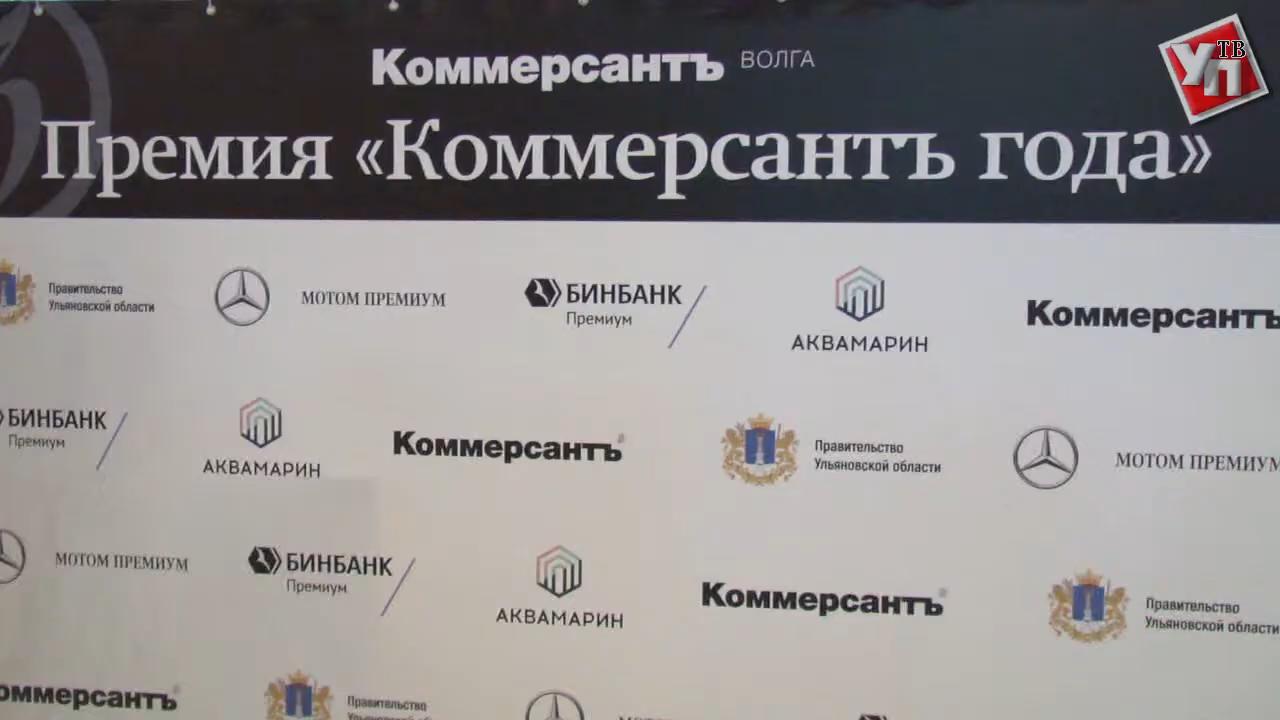 Коммерсантъ ВОЛГА
УП ТВ
Премия «Коммерсантъ года»
Правительство
Ульяновской области
МОТОМ ПРЕМИУМ
БИНБАНК
Премиум
АКВАМАРИН
Коммерсантъ
БИНБАНК
Премиум
АКВАМАРИН
Коммерсантъ
Правительство
Ульяновской области
МОТОМ ПРЕМИУМ
МОТОМ ПРЕМИУМ
БИНБАНК
Премиум
АКВАМАРИН
Коммерсантъ
Правительство
Ульяновской области
оммерсантъ
Правительство